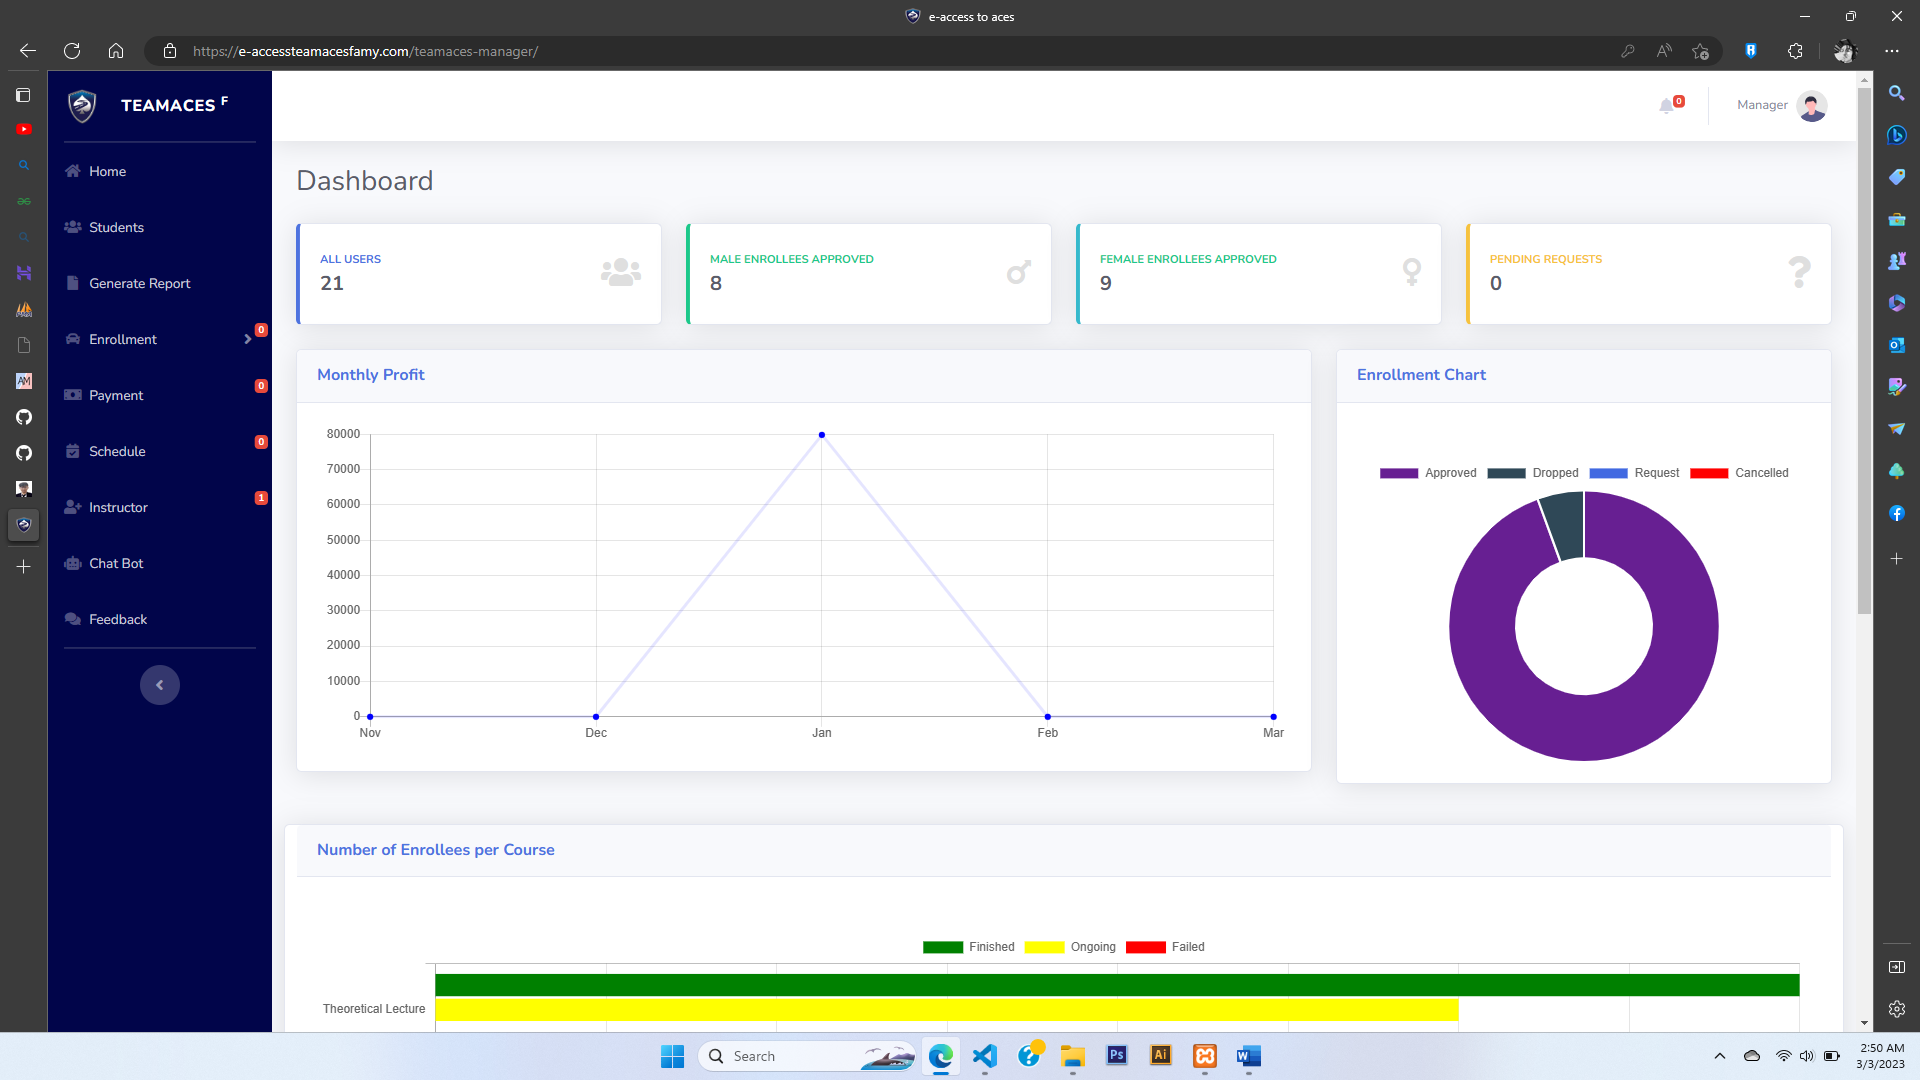 e-access to aces
https://e-accessteamacesfamy.com/teamaces-manager/
TEAMACES F
Home
Students
Generate Report
Enrollment 0
Payment 0
Schedule 0
Instructor 1
Chat Bot
Feedback
0
Manager
Dashboard
ALL USERS
21
MALE ENROLLEES APPROVED
8
FEMALE ENROLLEES APPROVED
9
PENDING REQUESTS
0
Monthly Profit
80000
70000
60000
50000
40000
30000
20000
10000
0
Nov Dec Jan Feb Mar
Enrollment Chart
Approved Dropped Request Cancelled
Number of Enrollees per Course
Finished Ongoing Failed
Theoretical Lecture
AM
Search
Ps
Ai
W
2:50 AM
3/3/2023